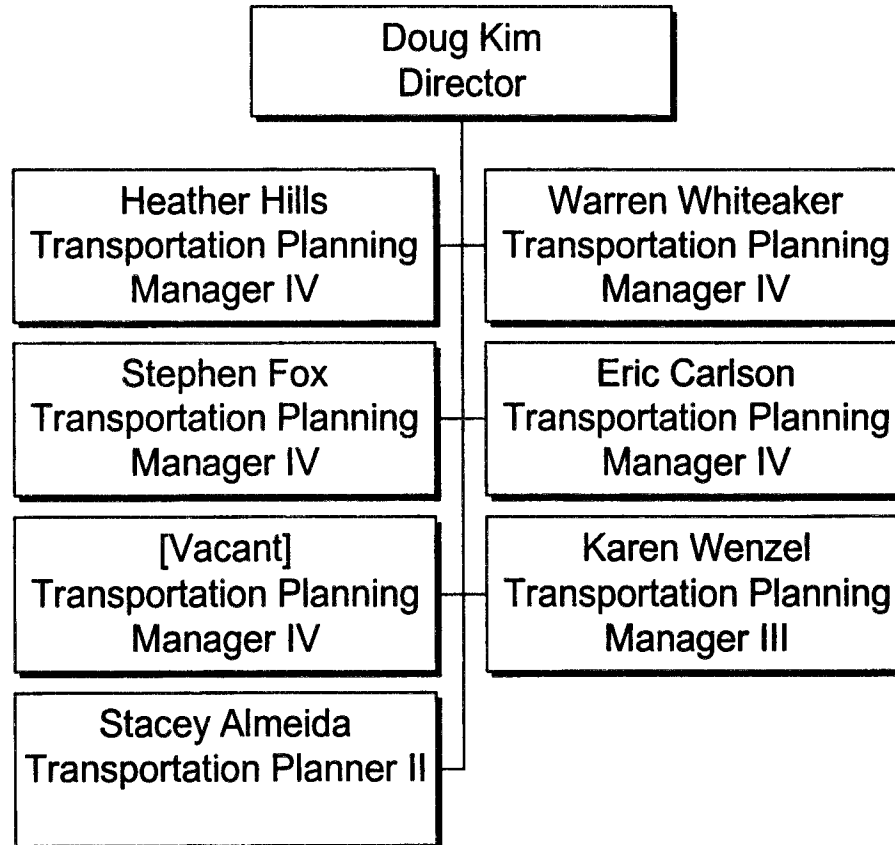 Doug Kim
Director
Heather Hills
Transportation Planning
Manager IV
Warren Whiteaker
Transportation Planning
Manager IV
Stephen Fox
Transportation Planning
Manager IV
Eric Carlson
Transportation Planning
Manager IV
[Vacant]
Transportation Planning
Manager IV
Karen Wenzel
Transportation Planning
Manager III
Stacey Almeida
Transportation Planner II